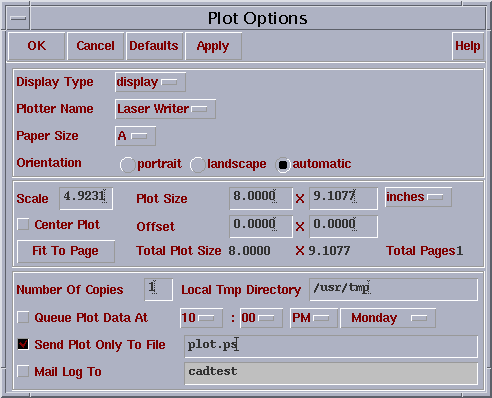 Plot Options
OK Cancel Defaults Apply Help
Display Type display
Plotter Name Laser Writer
Paper Size A
Orientation portrait landscape automatic
Scale 4.9231 Plot Size 8.0000 X 9.1077 inches
Center Plot Offset 0.0000 X 0.0000
Fit To Page Total Plot Size 8.0000 X 9.1077 Total Pages1
Number Of Copies 1 Local Tmp Directory /usr/tmp
Queue Plot Data At 10 : 00 PM Monday
Send Plot Only To File plot.ps
Mail Log To cadtest